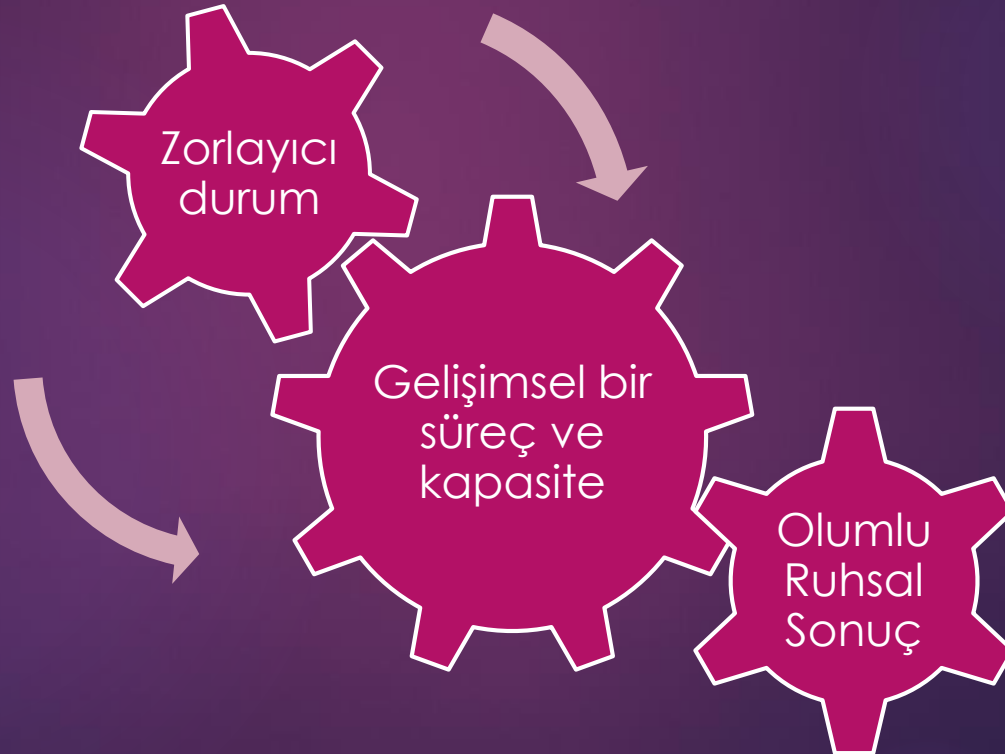 Zorlayıcı
durum
Gelişimsel bir
süreç ve
kapasite
Olumlu
Ruhsal
Sonuç